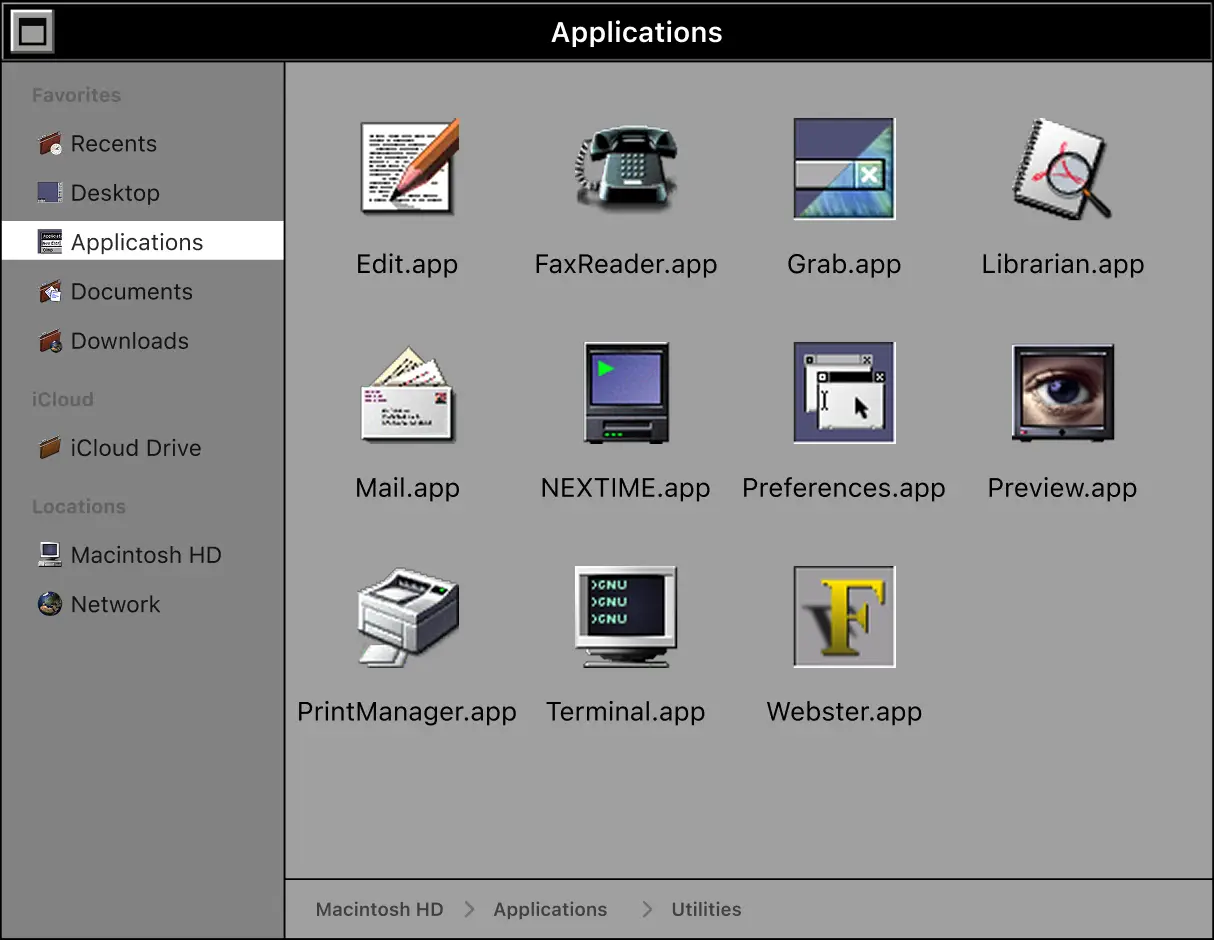 Applications
Favorites
Recents
Desktop
Applications
Documents
Downloads
iCloud
iCloud Drive
Locations
Macintosh HD
Network
Edit.app
FaxReader.app
Grab.app
Librarian.app
Mail.app
NEXTIME.app
Preferences.app
Preview.app
>GNU
>GNU
>GNU
F
PrintManager.app
Terminal.app
Webster.app
Macintosh HD > Applications > Utilities